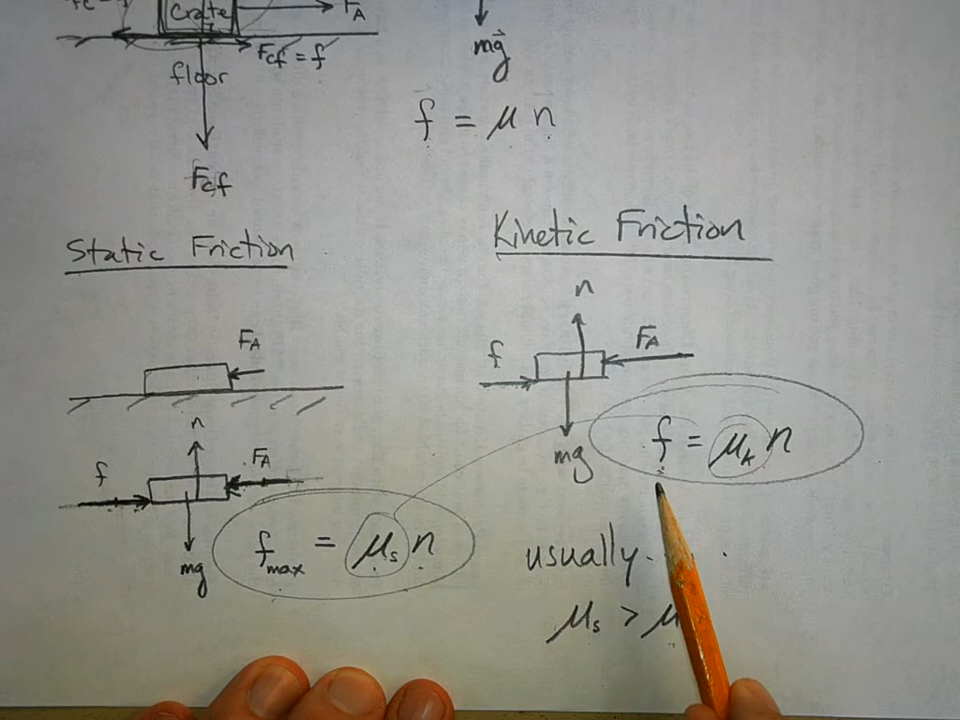 Crate
F_A
F_cf = f
floor
F_cf
mg⃗
f = μ n
Static Friction
F_A
n
f
F_A
mg
f_max = μ_s n
Kinetic Friction
n
f
F_A
mg
f = μ_k n
usually...
μ_s > μ